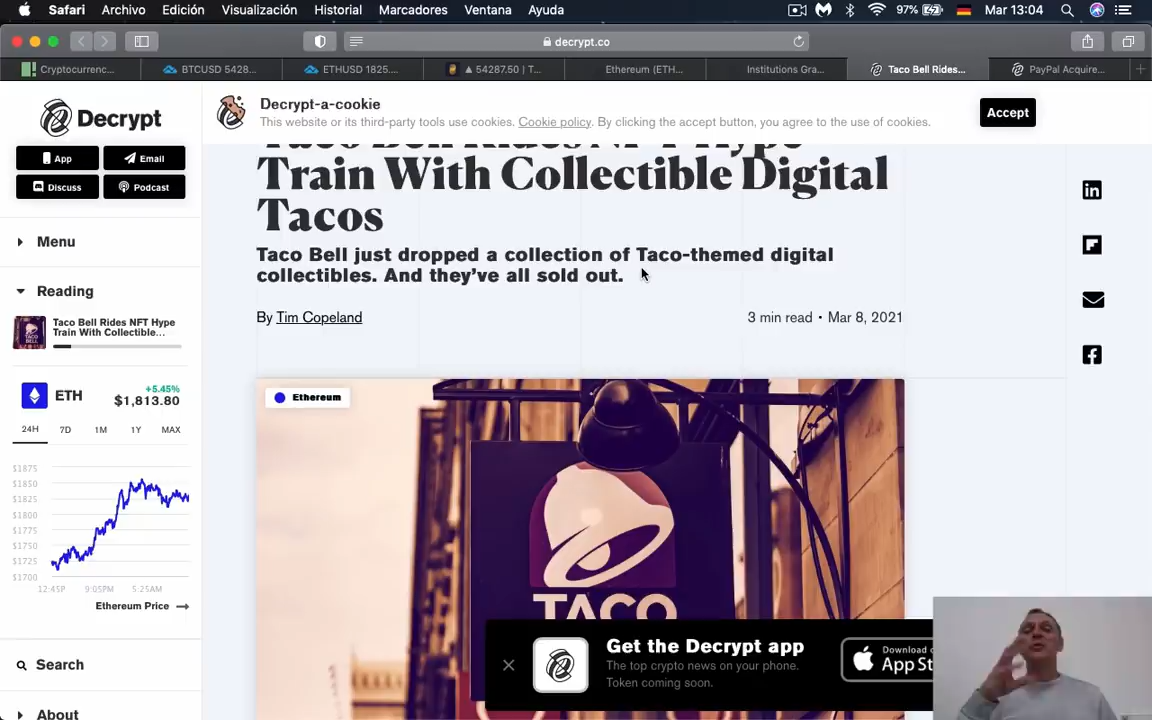 Safari Archivo Edición Visualización Historial Marcadores Ventana Ayuda 97% Mar 13:04
decrypt.co
Cryptocurrenc... BTCUSD 5428... ETHUSD 1825.... ▲ 54287.50 | T... Ethereum (ETH... Institutions Gra... Taco Bell Rides... PayPal Acquire...
Decrypt
App Email
Discuss Podcast
Menu
Reading
Taco Bell Rides NFT Hype
Train With Collectible...
ETH +5.45%
$1,813.80
24H 7D 1M 1Y MAX
$1875
$1850
$1825
$1800
$1775
$1750
$1725
$1700
12:45P 9:05PM 5:25AM
Ethereum Price →
Search
About
Decrypt-a-cookie
This website or its third-party tools use cookies. Cookie policy. By clicking the accept button, you agree to the use of cookies.
Accept
Taco Bell Rides NFT Hype
Train With Collectible Digital
Tacos
Taco Bell just dropped a collection of Taco-themed digital
collectibles. And they’ve all sold out.
By Tim Copeland 3 min read • Mar 8, 2021
Ethereum
TACO
Get the Decrypt app
The top crypto news on your phone.
Token coming soon.
Download
App St